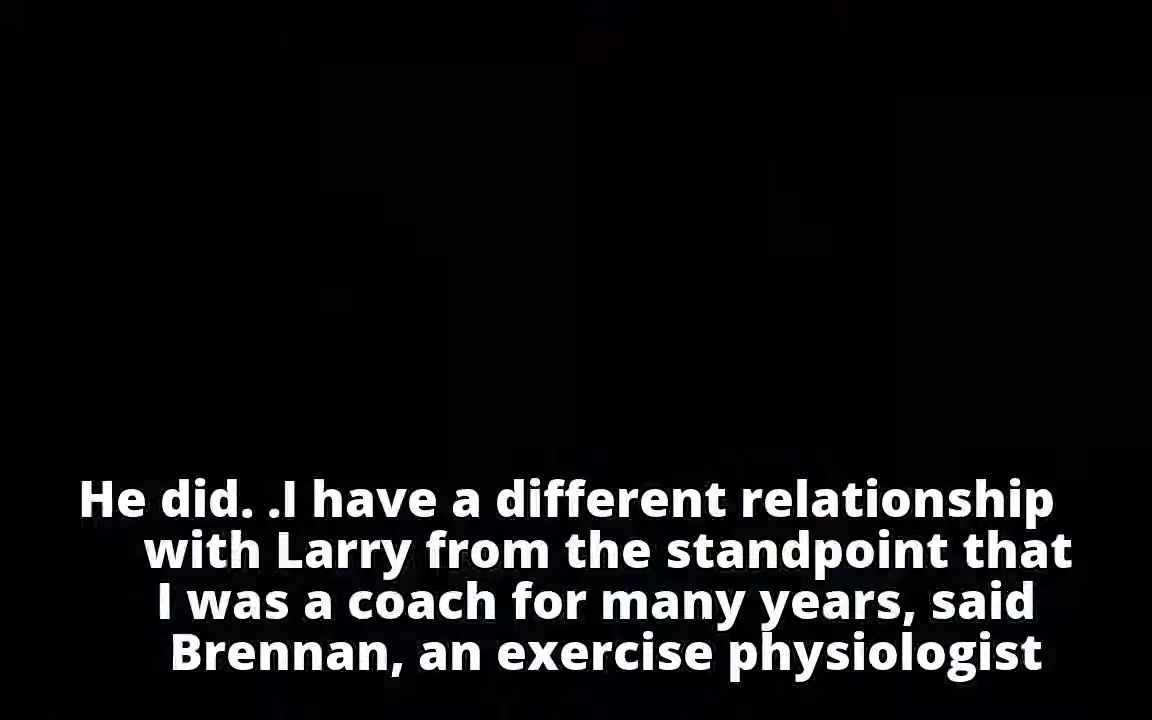 He did. .I have a different relationship
with Larry from the standpoint that
I was a coach for many years, said
Brennan, an exercise physiologist